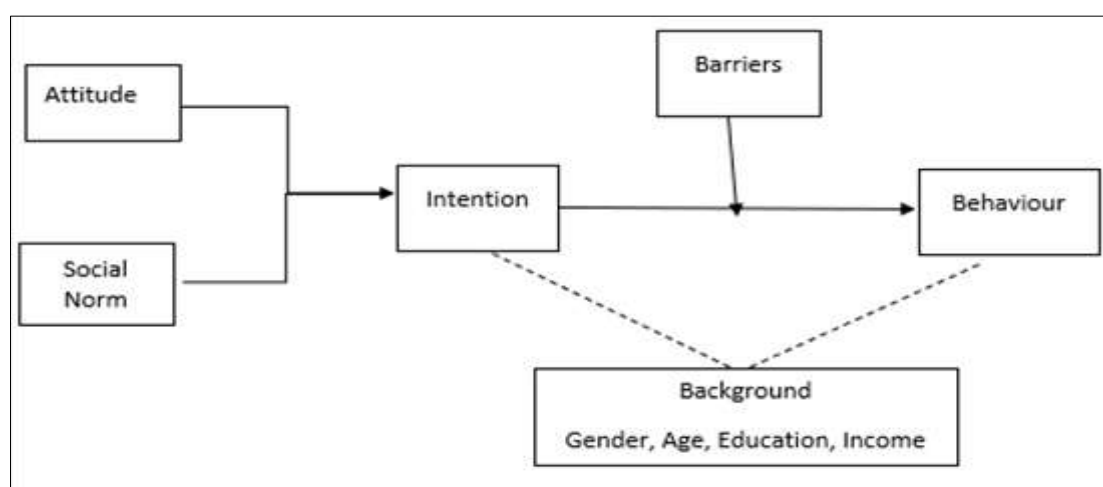 Barriers
Attitude
Intention
Behaviour
Social
Norm
Background
Gender, Age, Education, Income